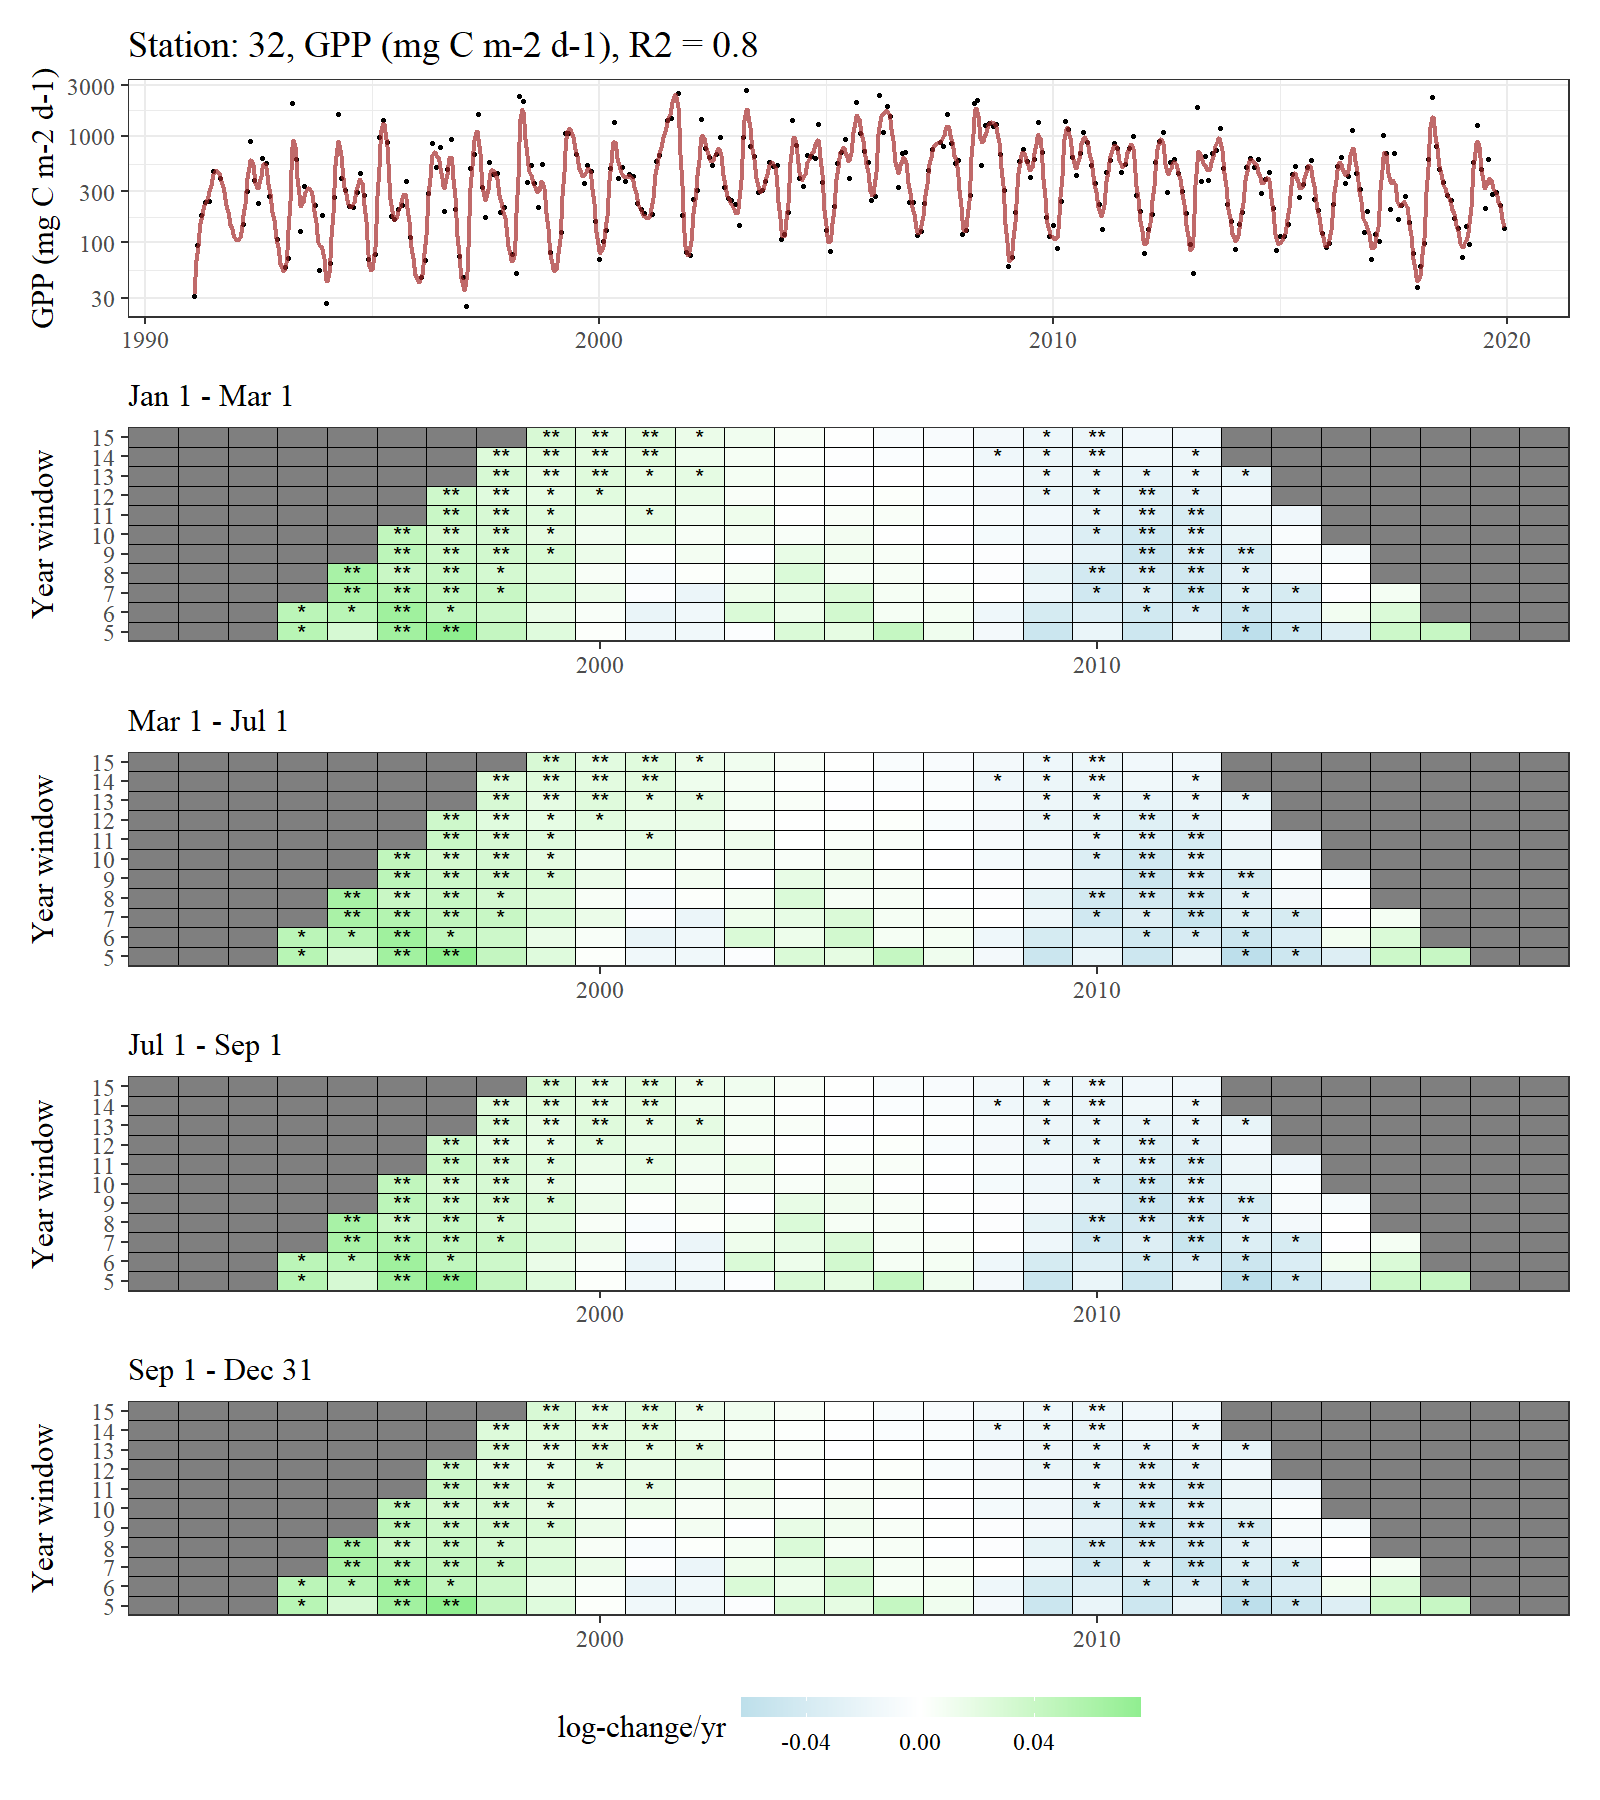 Station: 32, GPP (mg C m-2 d-1), R2 = 0.8
GPP (mg C m-2 d-1)
3000
1000
300
100
30
1990 2000 2010 2020
Jan 1 - Mar 1
Year window
15
14
13
12
11
10
9
8
7
6
5
** ** ** * * **
** ** ** ** * * ** *
** ** ** * * * * * * *
** ** * * * * ** *
** ** * * * ** **
** ** ** * * ** **
** ** ** * ** ** **
** ** ** * ** ** ** *
** ** ** * * * ** * *
* * ** * * * *
* ** ** * *
2000 2010
Mar 1 - Jul 1
Year window
15
14
13
12
11
10
9
8
7
6
5
** ** ** * * **
** ** ** ** * * ** *
** ** ** * * * * * * *
** ** * * * * ** *
** ** * * * ** **
** ** ** * * ** **
** ** ** * ** ** **
** ** ** * ** ** ** *
** ** ** * * * ** * *
* * ** * * * *
* ** ** * *
2000 2010
Jul 1 - Sep 1
Year window
15
14
13
12
11
10
9
8
7
6
5
** ** ** * * **
** ** ** ** * * ** *
** ** ** * * * * * * *
** ** * * * * ** *
** ** * * * ** **
** ** ** * * ** **
** ** ** * ** ** **
** ** ** * ** ** ** *
** ** ** * * * ** * *
* * ** * * * *
* ** ** * *
2000 2010
Sep 1 - Dec 31
Year window
15
14
13
12
11
10
9
8
7
6
5
** ** ** * * **
** ** ** ** * * ** *
** ** ** * * * * * * *
** ** * * * * ** *
** ** * * * ** **
** ** ** * * ** **
** ** ** * ** ** **
** ** ** * ** ** ** *
** ** ** * * * ** * *
* * ** * * * *
* ** ** * *
2000 2010
log-change/yr
-0.04 0.00 0.04